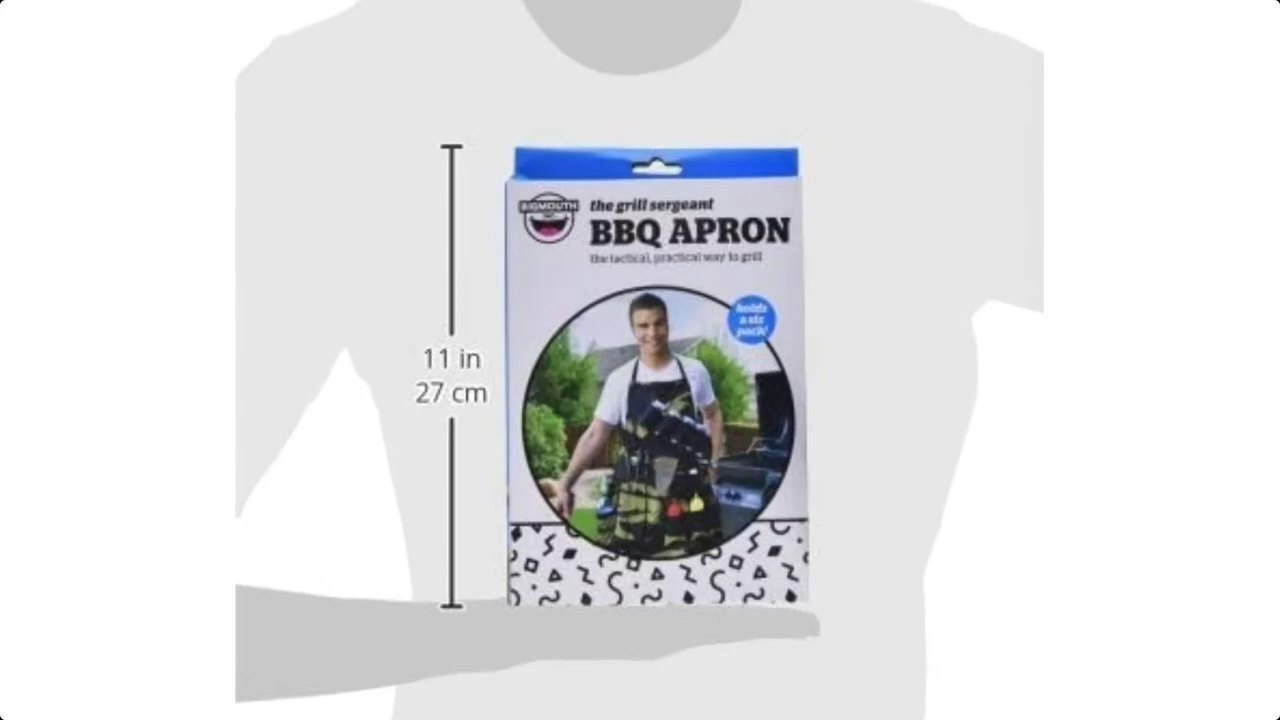 BIGMOUTH
the grill sergeant
BBQ APRON
the tactical, practical way to grill
holds
a six
pack!
11 in
27 cm